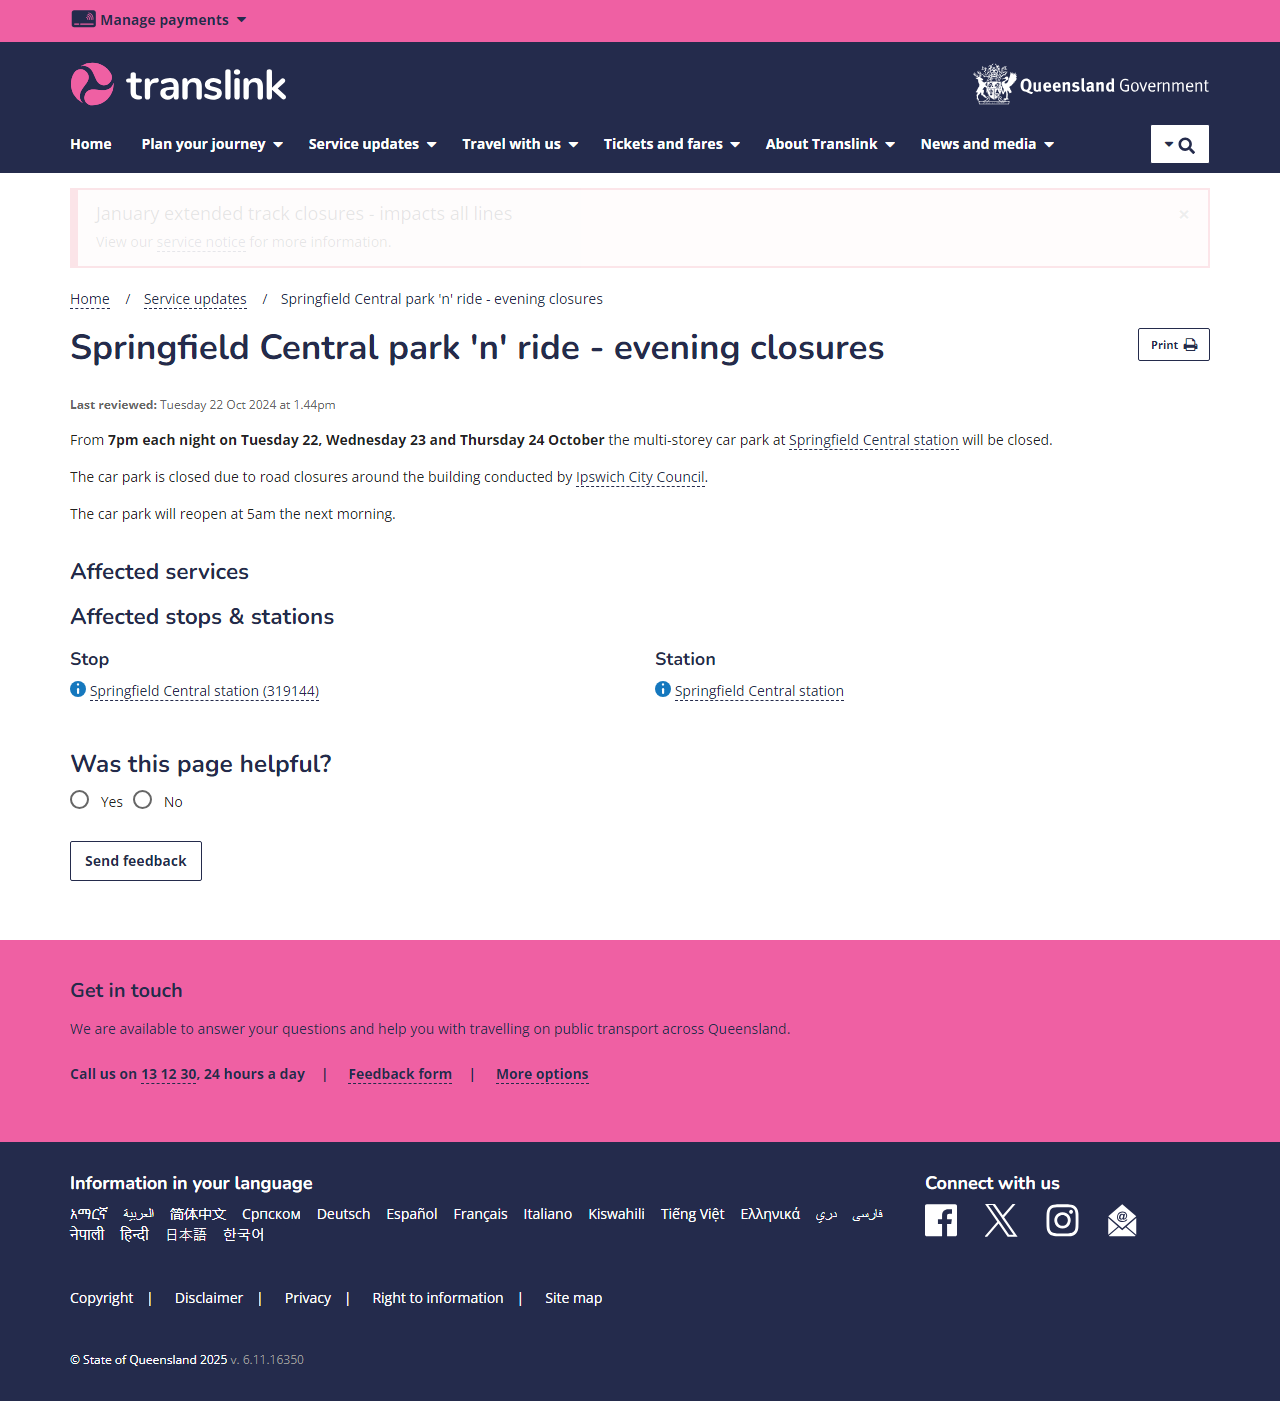 Manage payments
translink
Queensland Government
Home Plan your journey Service updates Travel with us Tickets and fares About Translink News and media
January extended track closures - impacts all lines ×
View our service notice for more information.
Home / Service updates / Springfield Central park 'n' ride - evening closures
Springfield Central park 'n' ride - evening closures
Print
Last reviewed: Tuesday 22 Oct 2024 at 1.44pm
From 7pm each night on Tuesday 22, Wednesday 23 and Thursday 24 October the multi-storey car park at Springfield Central station will be closed.
The car park is closed due to road closures around the building conducted by Ipswich City Council.
The car park will reopen at 5am the next morning.
Affected services
Affected stops & stations
Stop
Springfield Central station (319144)
Station
Springfield Central station
Was this page helpful?
Yes No
Send feedback
Get in touch
We are available to answer your questions and help you with travelling on public transport across Queensland.
Call us on 13 12 30, 24 hours a day | Feedback form | More options
Information in your language
አማርኛ العربية 简体中文 Српском Deutsch Español Français Italiano Kiswahili Tiếng Việt Ελληνικά دري فارسی
नेपाली हिन्दी 日本語 한국어
Connect with us
Copyright | Disclaimer | Privacy | Right to information | Site map
© State of Queensland 2025 v. 6.11.16350